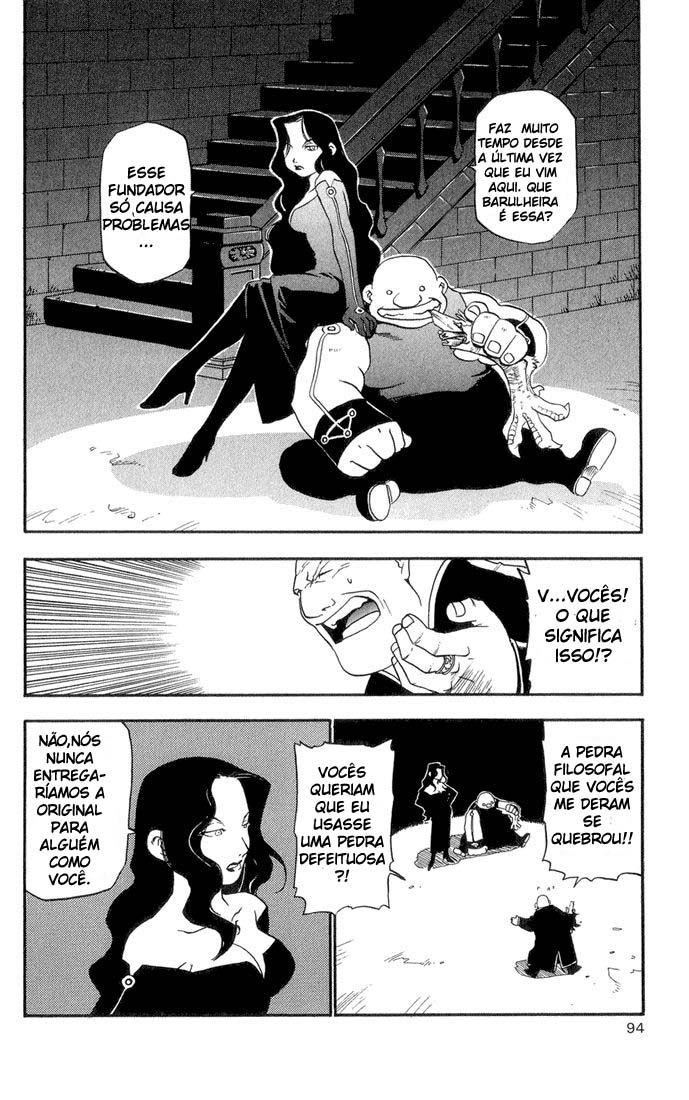 FAZ MUITO
TEMPO DESDE
A ÚLTIMA VEZ
QUE EU VIM
AQUI. QUE
BARULHEIRA
É ESSA?
ESSE
FUNDADOR
SÓ CAUSA
PROBLEMAS
...
V...VOCÊS!
O QUE
SIGNIFICA
ISSO!?
A PEDRA
FILOSOFAL
QUE VOCÊS
ME DERAM
SE
QUEBROU!!
VOCÊS
QUERIAM
QUE EU
USASSE
UMA PEDRA
DEFEITUOSA
?!
NÃO,NÓS
NUNCA
ENTREGA-
RÍAMOS A
ORIGINAL
PARA
ALGUÉM
COMO
VOCÊ.
94